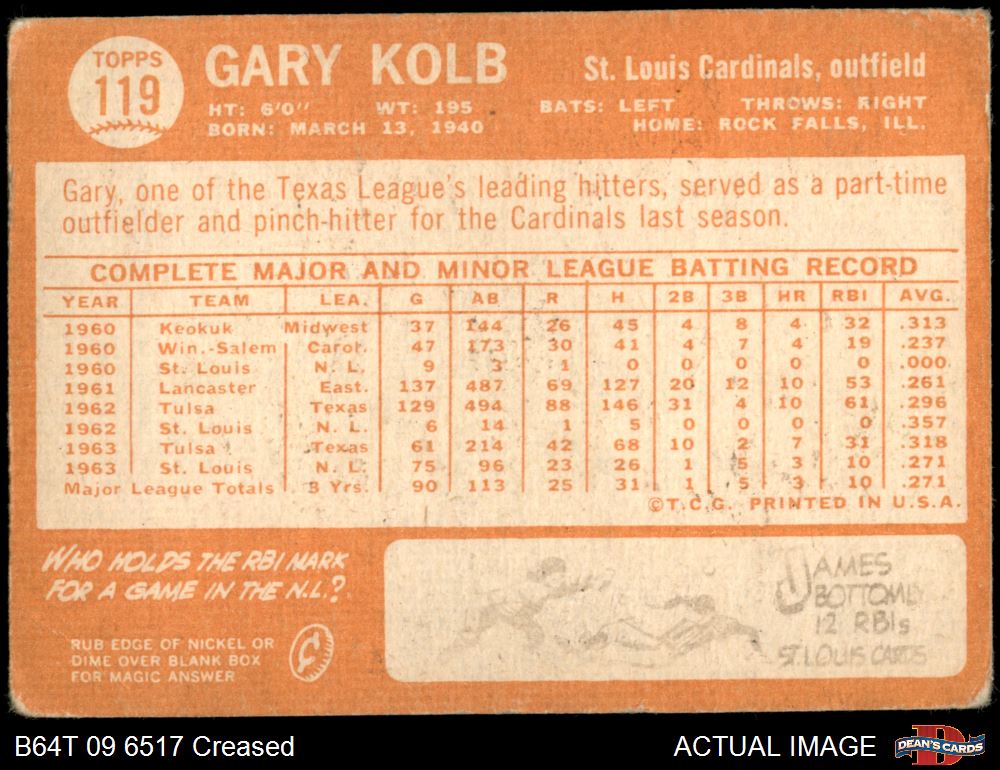 TOPPS
119
GARY KOLB
St. Louis Cardinals, outfield
HT: 6'0" WT: 195 BATS: LEFT THROWS: RIGHT
BORN: MARCH 13, 1940 HOME: ROCK FALLS, ILL.
Gary, one of the Texas League's leading hitters, served as a part-time
outfielder and pinch-hitter for the Cardinals last season.
COMPLETE MAJOR AND MINOR LEAGUE BATTING RECORD
YEAR TEAM LEA. G AB R H 2B 3B HR RBI AVG.
1960 Keokuk Midwest 37 144 26 45 4 8 4 32 .313
1960 Win.-Salem Carol. 47 173 30 41 4 7 4 19 .237
1960 St. Louis N. L. 9 3 1 0 0 0 0 0 .000
1961 Lancaster East. 137 487 69 127 20 12 10 53 .261
1962 Tulsa Texas 129 494 88 146 31 4 10 61 .296
1962 St. Louis N. L. 6 14 1 5 0 0 0 0 .357
1963 Tulsa Texas 61 214 42 68 10 2 7 31 .318
1963 St. Louis N. L. 75 96 23 26 1 5 3 10 .271
Major League Totals 3 Yrs. 90 113 25 31 1 5 3 10 .271
©T.C.G. PRINTED IN U.S.A.
WHO HOLDS THE RBI MARK
FOR A GAME IN THE N.L.?
RUB EDGE OF NICKEL OR
DIME OVER BLANK BOX
FOR MAGIC ANSWER
JAMES
BOTTOMLY
12 RBIs
ST. LOUIS CARDS
B64T 09 6517 Creased
ACTUAL IMAGE
DEAN'S CARDS